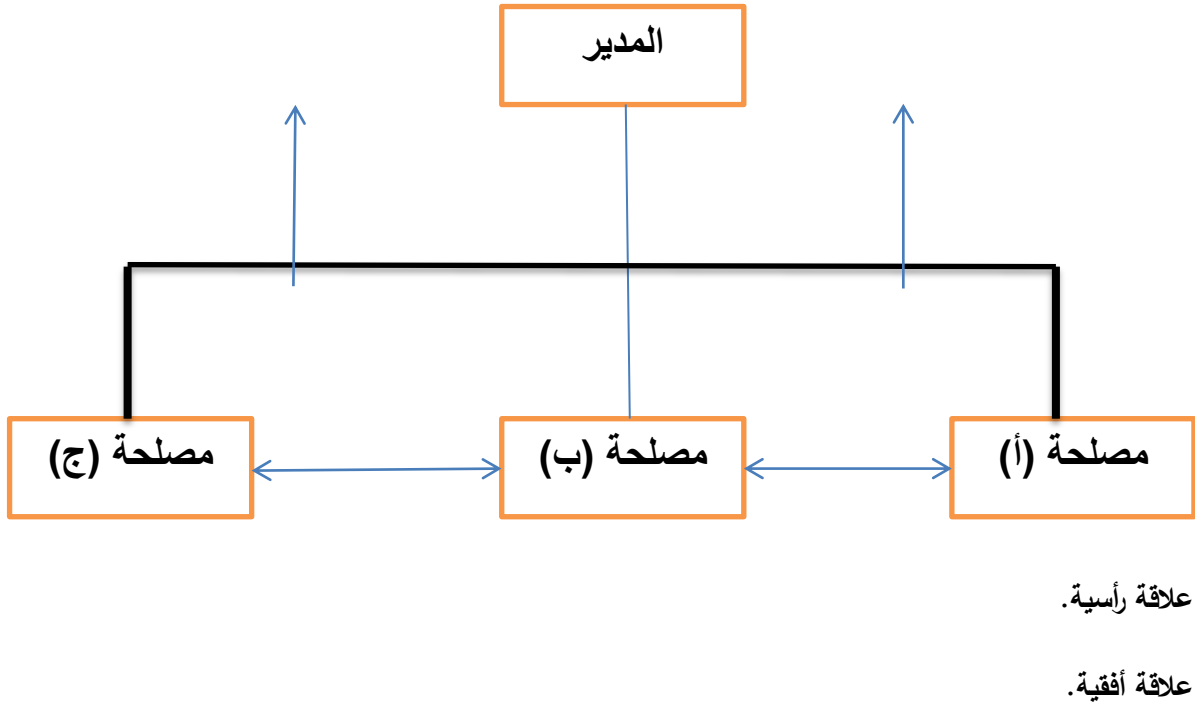 المدير
مصلحة (أ)
مصلحة (ب)
مصلحة (ج)
علاقة رأسية.
علاقة أفقية.